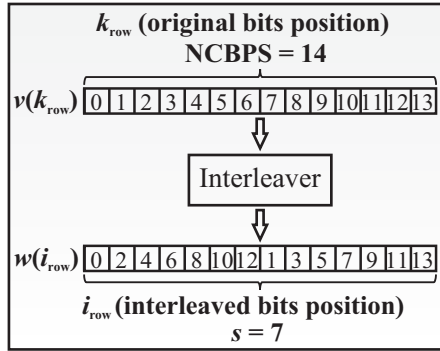 k_row (original bits position)
NCBPS = 14
v(k_row) 0 1 2 3 4 5 6 7 8 9 10 11 12 13
Interleaver
w(i_row) 0 2 4 6 8 10 12 1 3 5 7 9 11 13
i_row (interleaved bits position)
s = 7